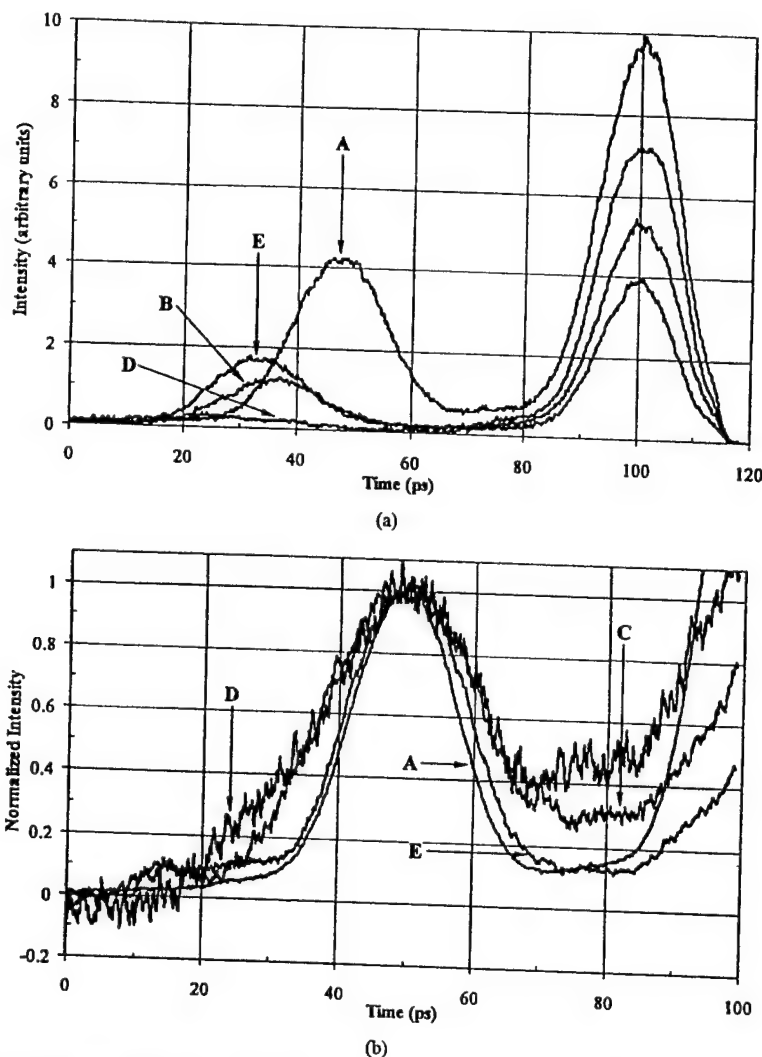 10
8
6
4
2
0
Intensity (arbitrary units)
A
E
B
D
0 20 40 60 80 100 120
Time (ps)
(a)
1
0.8
0.6
0.4
0.2
0
-0.2
Normalized Intensity
D
C
A
E
0 20 40 60 80 100
Time (ps)
(b)